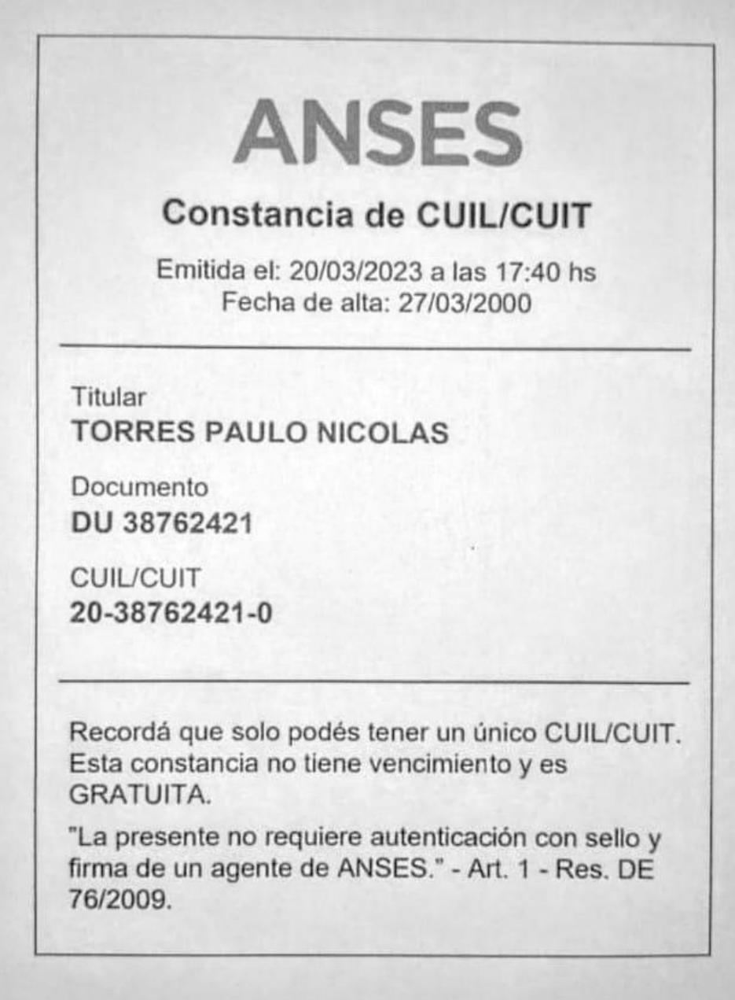 ANSES
Constancia de CUIL/CUIT
Emitida el: 20/03/2023 a las 17:40 hs
Fecha de alta: 27/03/2000
Titular
TORRES PAULO NICOLAS
Documento
DU 38762421
CUIL/CUIT
20-38762421-0
Recordá que solo podés tener un único CUIL/CUIT.
Esta constancia no tiene vencimiento y es
GRATUITA.
"La presente no requiere autenticación con sello y
firma de un agente de ANSES." - Art. 1 - Res. DE
76/2009.